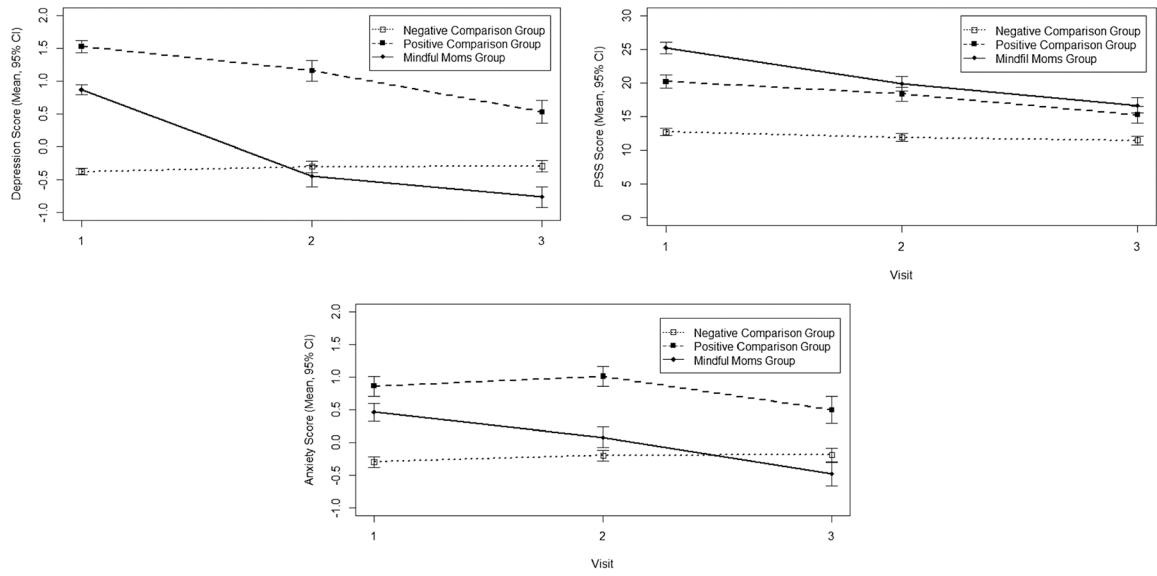 Depression Score (Mean, 95% CI)
2.0
1.5
1.0
0.5
0.0
-0.5
-1.0
Negative Comparison Group
Positive Comparison Group
Mindful Moms Group
1
2
3
PSS Score (Mean, 95% CI)
30
25
20
15
10
5
0
Negative Comparison Group
Positive Comparison Group
Mindfil Moms Group
1
2
3
Visit
Anxiety Score (Mean, 95% CI)
2.0
1.5
1.0
0.5
0.0
-0.5
-1.0
Negative Comparison Group
Positive Comparison Group
Mindful Moms Group
1
2
3
Visit